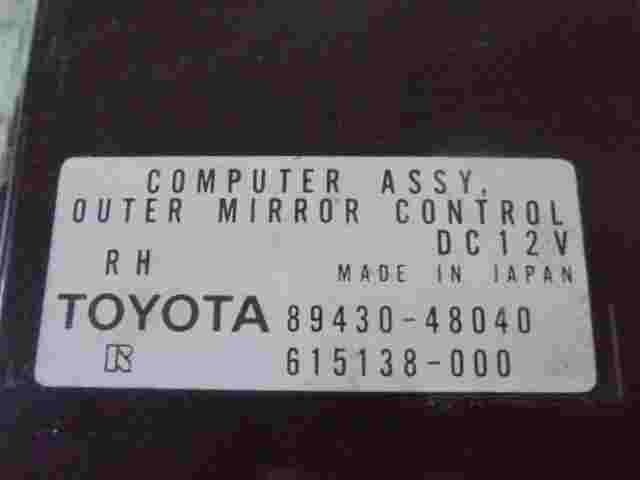 COMPUTER ASSY,
OUTER MIRROR CONTROL
DC12V
RH
MADE IN JAPAN
TOYOTA 89430-48040
R 615138-000